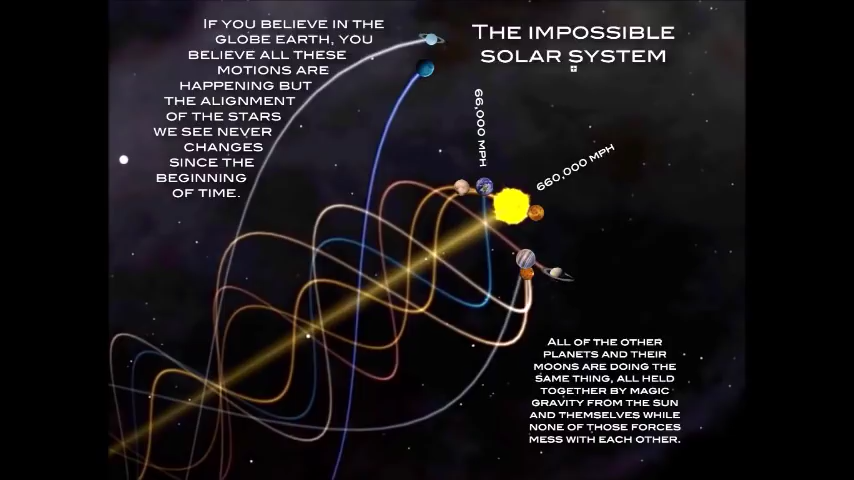 If you believe in the
globe earth, you
believe all these
motions are
happening but
the alignment
of the stars
we see never
changes
since the
beginning
of time.
The impossible
solar system
66,000 mph
660,000 mph
All of the other
planets and their
moons are doing the
same thing, all held
together by magic
gravity from the sun
and themselves while
none of those forces
mess with each other.